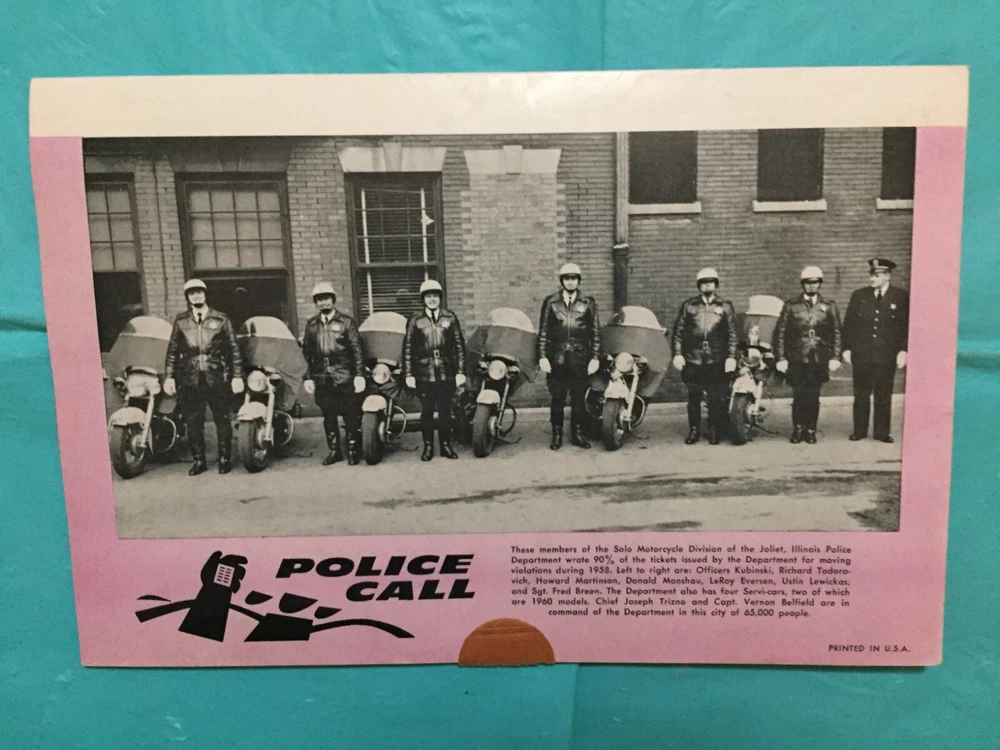 POLICE
CALL
These members of the Solo Motorcycle Division of the Joliet, Illinois Police
Department wrote 90% of the tickets issued by the Department for moving
violations during 1958. Left to right are: Officers Kubinski, Richard Todoro-
vich, Howard Martinson, Donald Monshau, LeRoy Eversen, Ustin Lewickas,
and Sgt. Fred Breen. The Department also has four Servi-cars, two of which
are 1960 models. Chief Joseph Trizno and Capt. Vernon Belfield are in
command of the Department in this city of 65,000 people.
PRINTED IN U.S.A.